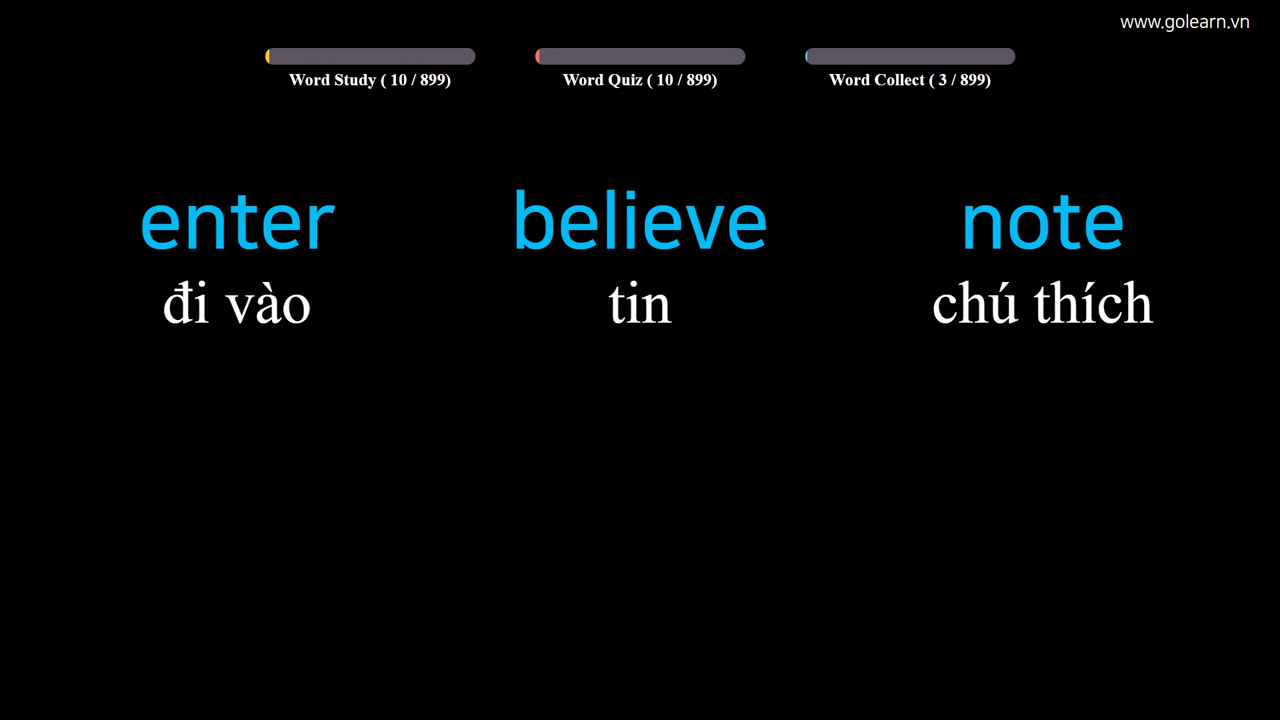 www.golearn.vn
Word Study ( 10 / 899)
Word Quiz ( 10 / 899)
Word Collect ( 3 / 899)
enter
đi vào
believe
tin
note
chú thích